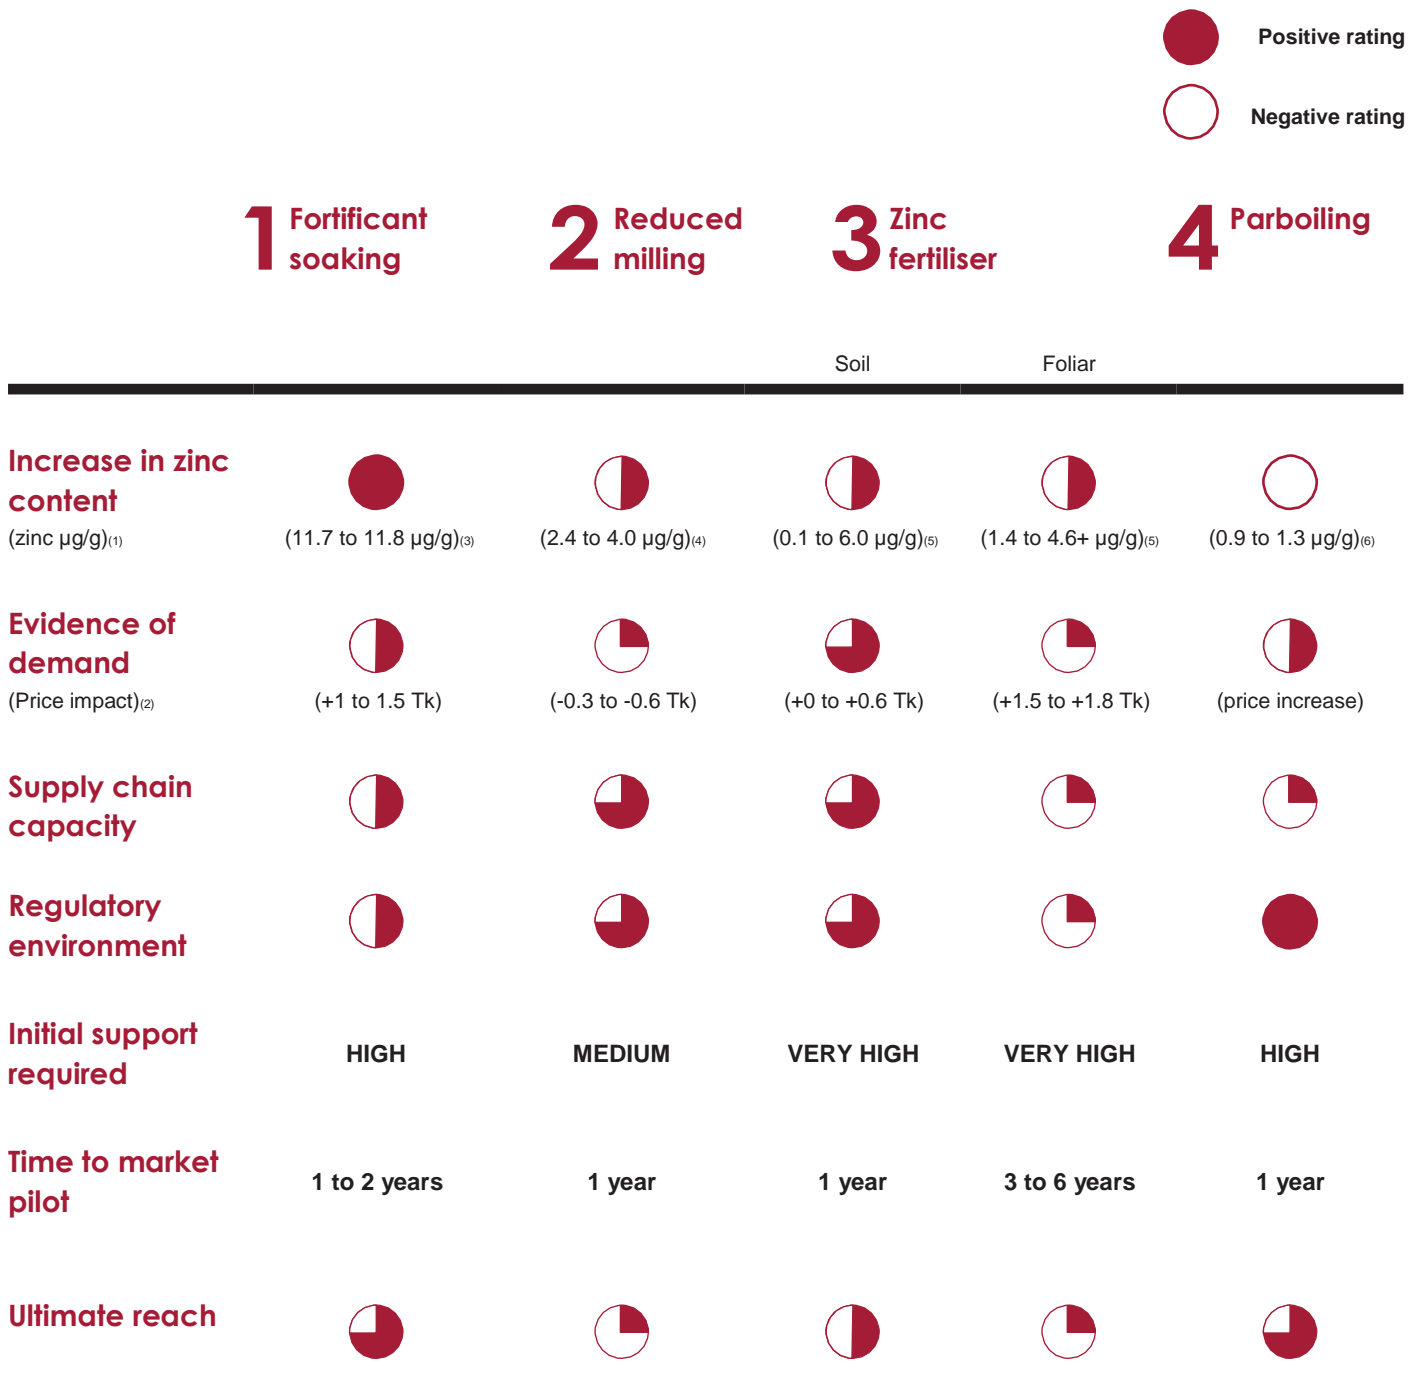 Positive rating
Negative rating
1 Fortificant
soaking
2 Reduced
milling
3 Zinc
fertiliser
4 Parboiling
Soil
Foliar
Increase in zinc
content
(zinc µg/g)(1)
(11.7 to 11.8 µg/g)(3)
(2.4 to 4.0 µg/g)(4)
(0.1 to 6.0 µg/g)(5)
(1.4 to 4.6+ µg/g)(5)
(0.9 to 1.3 µg/g)(6)
Evidence of
demand
(Price impact)(2)
(+1 to 1.5 Tk)
(-0.3 to -0.6 Tk)
(+0 to +0.6 Tk)
(+1.5 to +1.8 Tk)
(price increase)
Supply chain
capacity
Regulatory
environment
Initial support
required
HIGH
MEDIUM
VERY HIGH
VERY HIGH
HIGH
Time to market
pilot
1 to 2 years
1 year
1 year
3 to 6 years
1 year
Ultimate reach